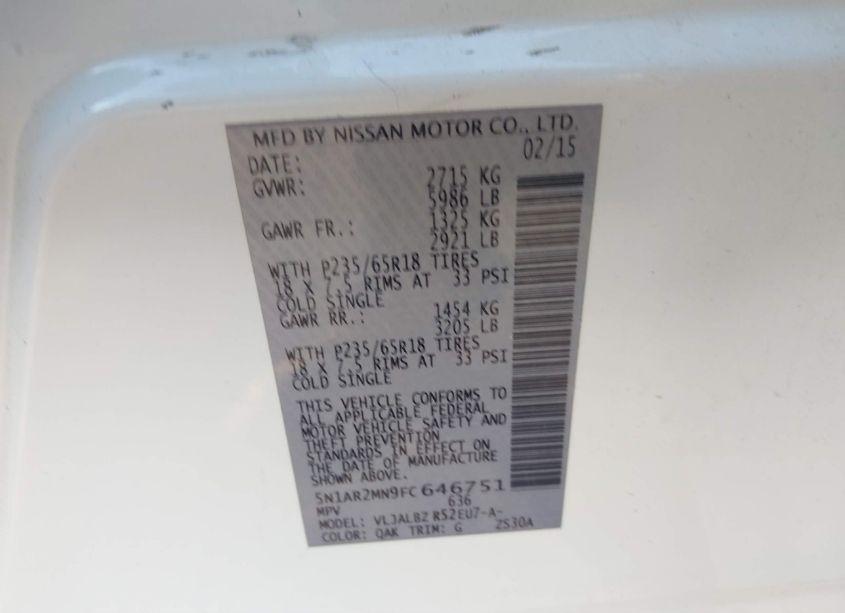 MFD BY NISSAN MOTOR CO., LTD.
DATE: 02/15
GVWR: 2715 KG
5986 LB
GAWR FR.: 1325 KG
2921 LB
WITH P235/65R18 TIRES
18 X 7.5 RIMS AT 33 PSI
COLD SINGLE
GAWR RR.: 1454 KG
3205 LB
WITH P235/65R18 TIRES
18 X 7.5 RIMS AT 33 PSI
COLD SINGLE
THIS VEHICLE CONFORMS TO
ALL APPLICABLE FEDERAL
MOTOR VEHICLE SAFETY AND
THEFT PREVENTION
STANDARDS IN EFFECT ON
THE DATE OF MANUFACTURE
SHOWN ABOVE.
5N1AR2MN9FC646751
MPV 636
MODEL: VLJALBZ R52EU7-A-
COLOR: QAK TRIM: G ZS30A